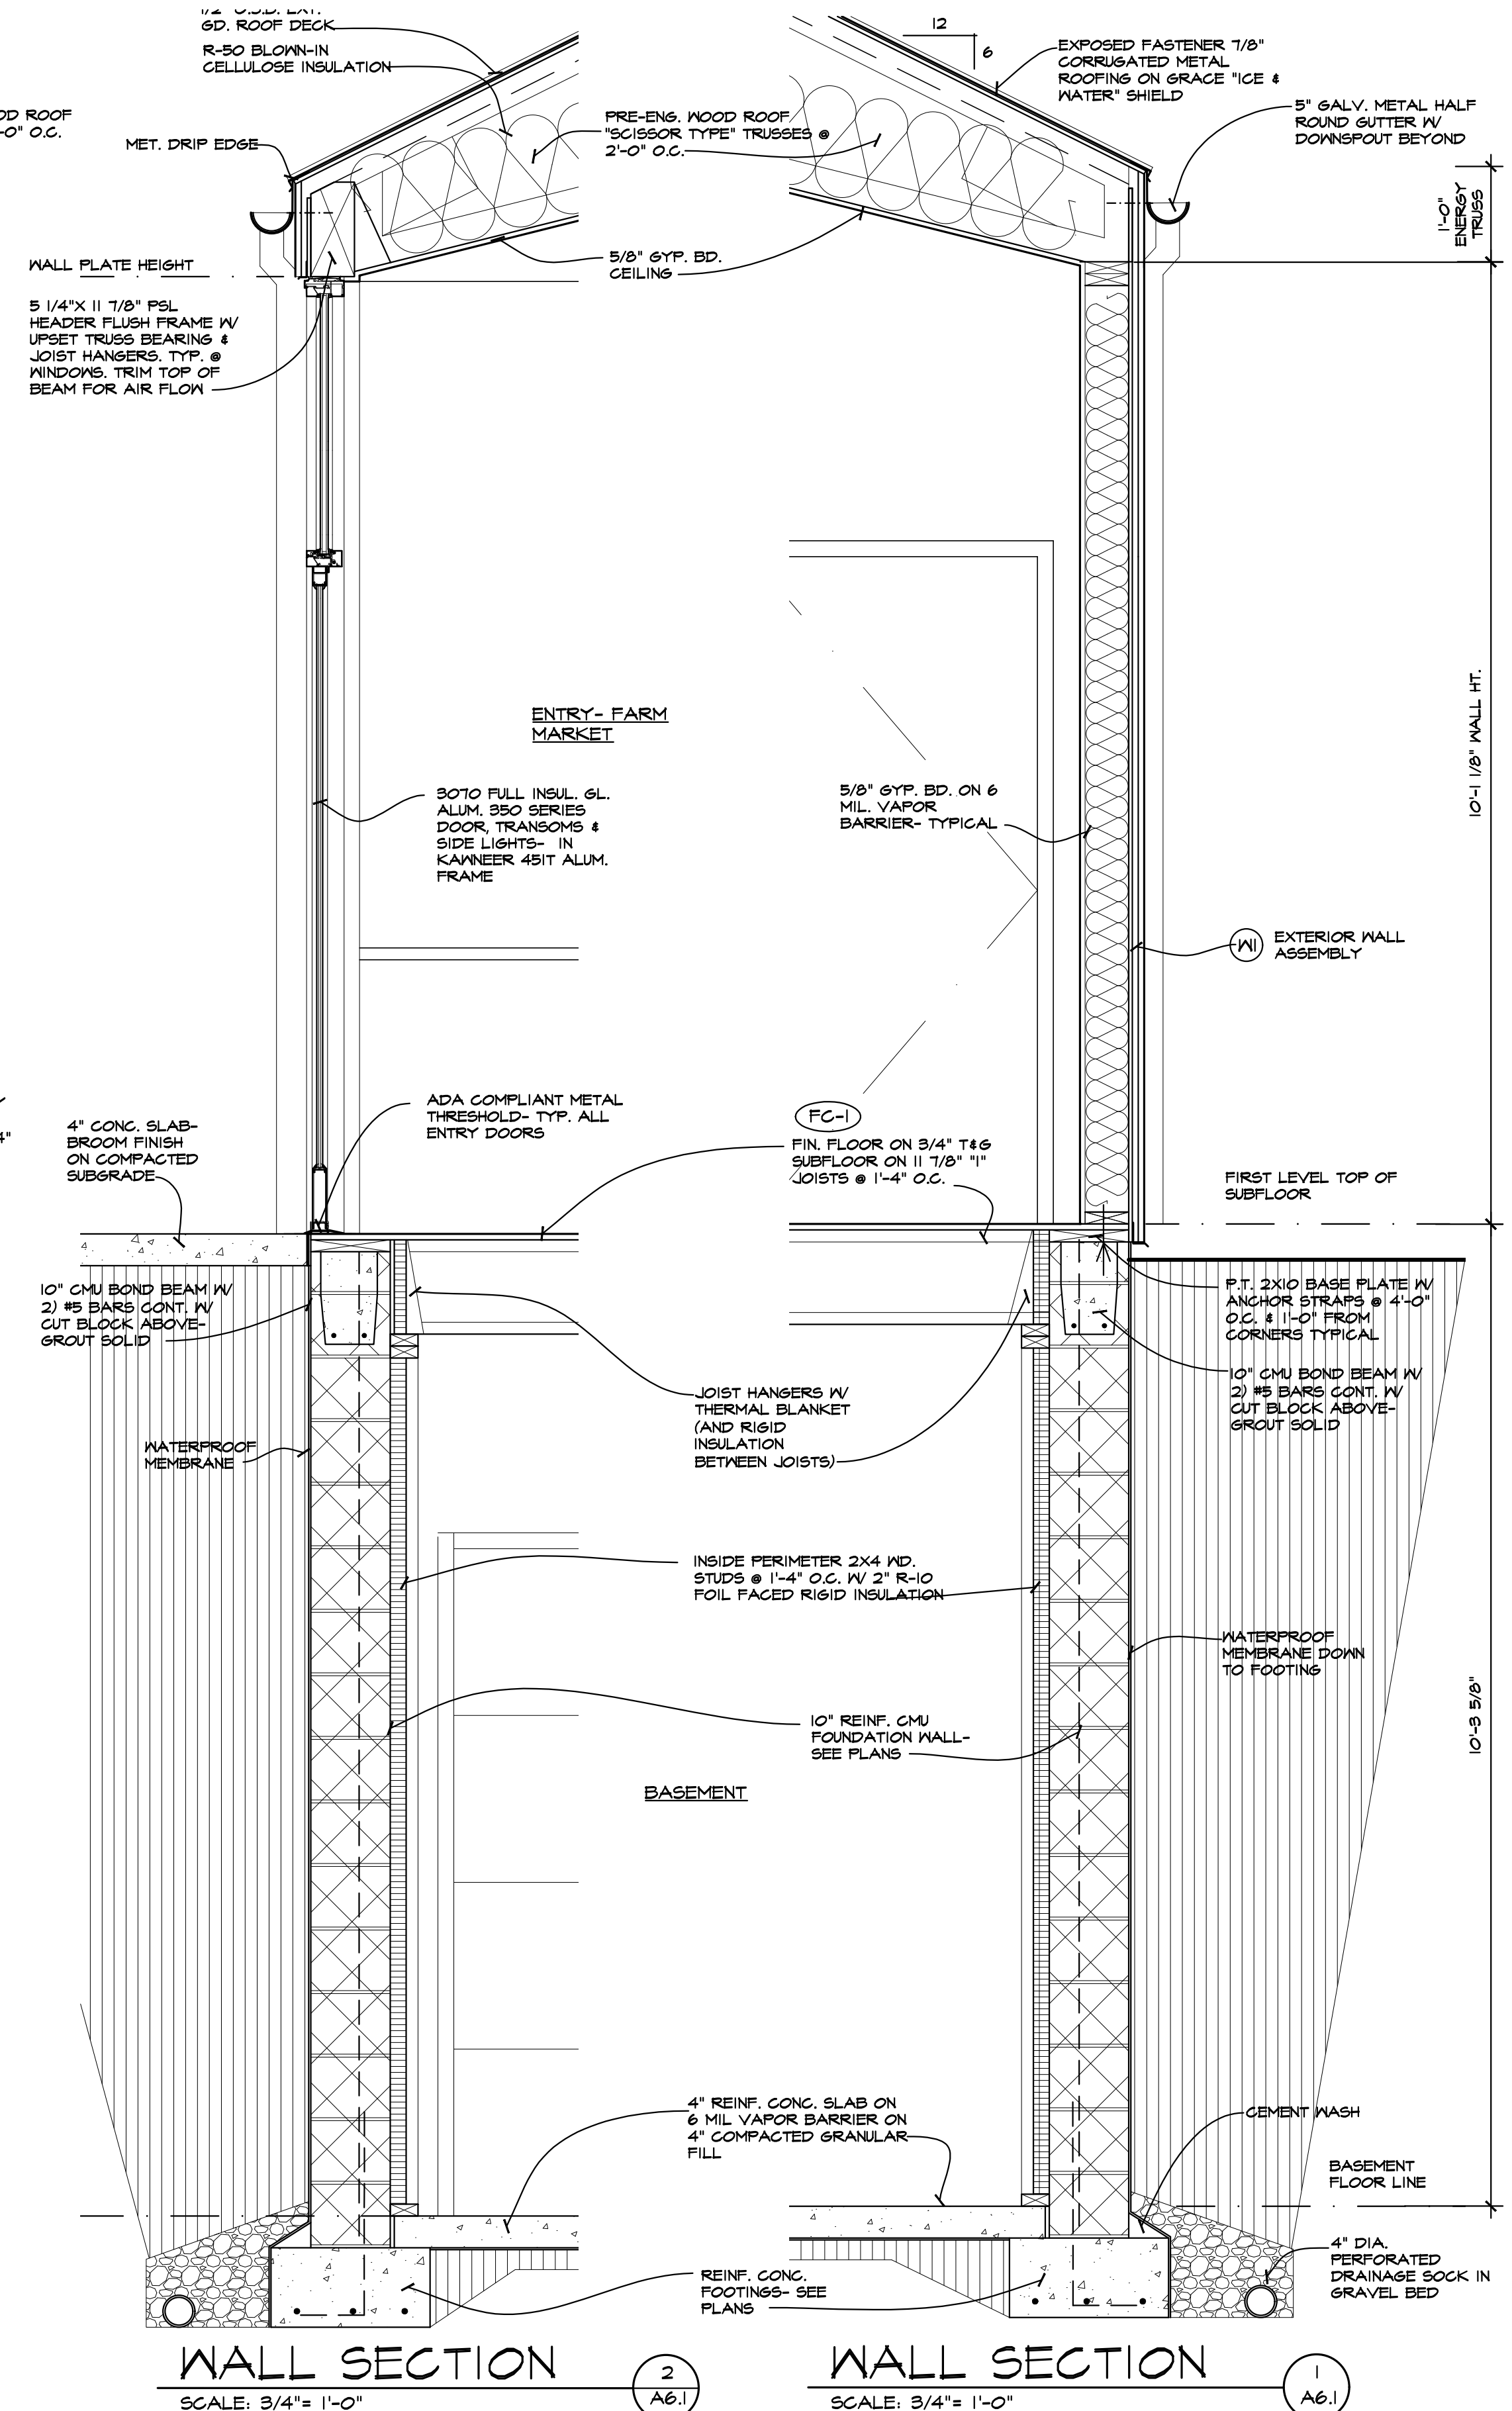 GD. ROOF DECK
R-50 BLOWN-IN
CELLULOSE INSULATION
ROOF
O.C.
MET. DRIP EDGE
WALL PLATE HEIGHT
5 1/4"X 11 7/8" PSL
HEADER FLUSH FRAME W/
UPSET TRUSS BEARING &
JOIST HANGERS. TYP. @
WINDOWS. TRIM TOP OF
BEAM FOR AIR FLOW
PRE-ENG. WOOD ROOF
"SCISSOR TYPE" TRUSSES @
2'-0" O.C.
5/8" GYP. BD.
CEILING
12
6
EXPOSED FASTENER 7/8"
CORRUGATED METAL
ROOFING ON GRACE "ICE &
WATER" SHIELD
5" GALV. METAL HALF
ROUND GUTTER W/
DOWNSPOUT BEYOND
1'-0"
ENERGY
TRUSS
10'-1 1/8" WALL HT.
ENTRY- FARM
MARKET
3070 FULL INSUL. GL.
ALUM. 350 SERIES
DOOR, TRANSOMS &
SIDE LIGHTS- IN
KAWNEER 451T ALUM.
FRAME
5/8" GYP. BD. ON 6
MIL. VAPOR
BARRIER- TYPICAL
W1
EXTERIOR WALL
ASSEMBLY
4" CONC. SLAB-
BROOM FINISH
ON COMPACTED
SUBGRADE
ADA COMPLIANT METAL
THRESHOLD- TYP. ALL
ENTRY DOORS
FC-1
FIN. FLOOR ON 3/4" T&G
SUBFLOOR ON 11 7/8" "I"
JOISTS @ 1'-4" O.C.
FIRST LEVEL TOP OF
SUBFLOOR
10" CMU BOND BEAM W/
2) #5 BARS CONT. W/
CUT BLOCK ABOVE-
GROUT SOLID
P.T. 2X10 BASE PLATE W/
ANCHOR STRAPS @ 4'-0"
O.C. & 1'-0" FROM
CORNERS TYPICAL
10" CMU BOND BEAM W/
2) #5 BARS CONT. W/
CUT BLOCK ABOVE-
GROUT SOLID
JOIST HANGERS W/
THERMAL BLANKET
(AND RIGID
INSULATION
BETWEEN JOISTS)
WATERPROOF
MEMBRANE
INSIDE PERIMETER 2X4 WD.
STUDS @ 1'-4" O.C. W/ 2" R-10
FOIL FACED RIGID INSULATION
WATERPROOF
MEMBRANE DOWN
TO FOOTING
10'-3 5/8"
10" REINF. CMU
FOUNDATION WALL-
SEE PLANS
BASEMENT
4" REINF. CONC. SLAB ON
6 MIL VAPOR BARRIER ON
4" COMPACTED GRANULAR
FILL
CEMENT WASH
BASEMENT
FLOOR LINE
4" DIA.
PERFORATED
DRAINAGE SOCK IN
GRAVEL BED
REINF. CONC.
FOOTINGS- SEE
PLANS
WALL SECTION
SCALE: 3/4"= 1'-0"
2
A6.1
WALL SECTION
SCALE: 3/4"= 1'-0"
1
A6.1